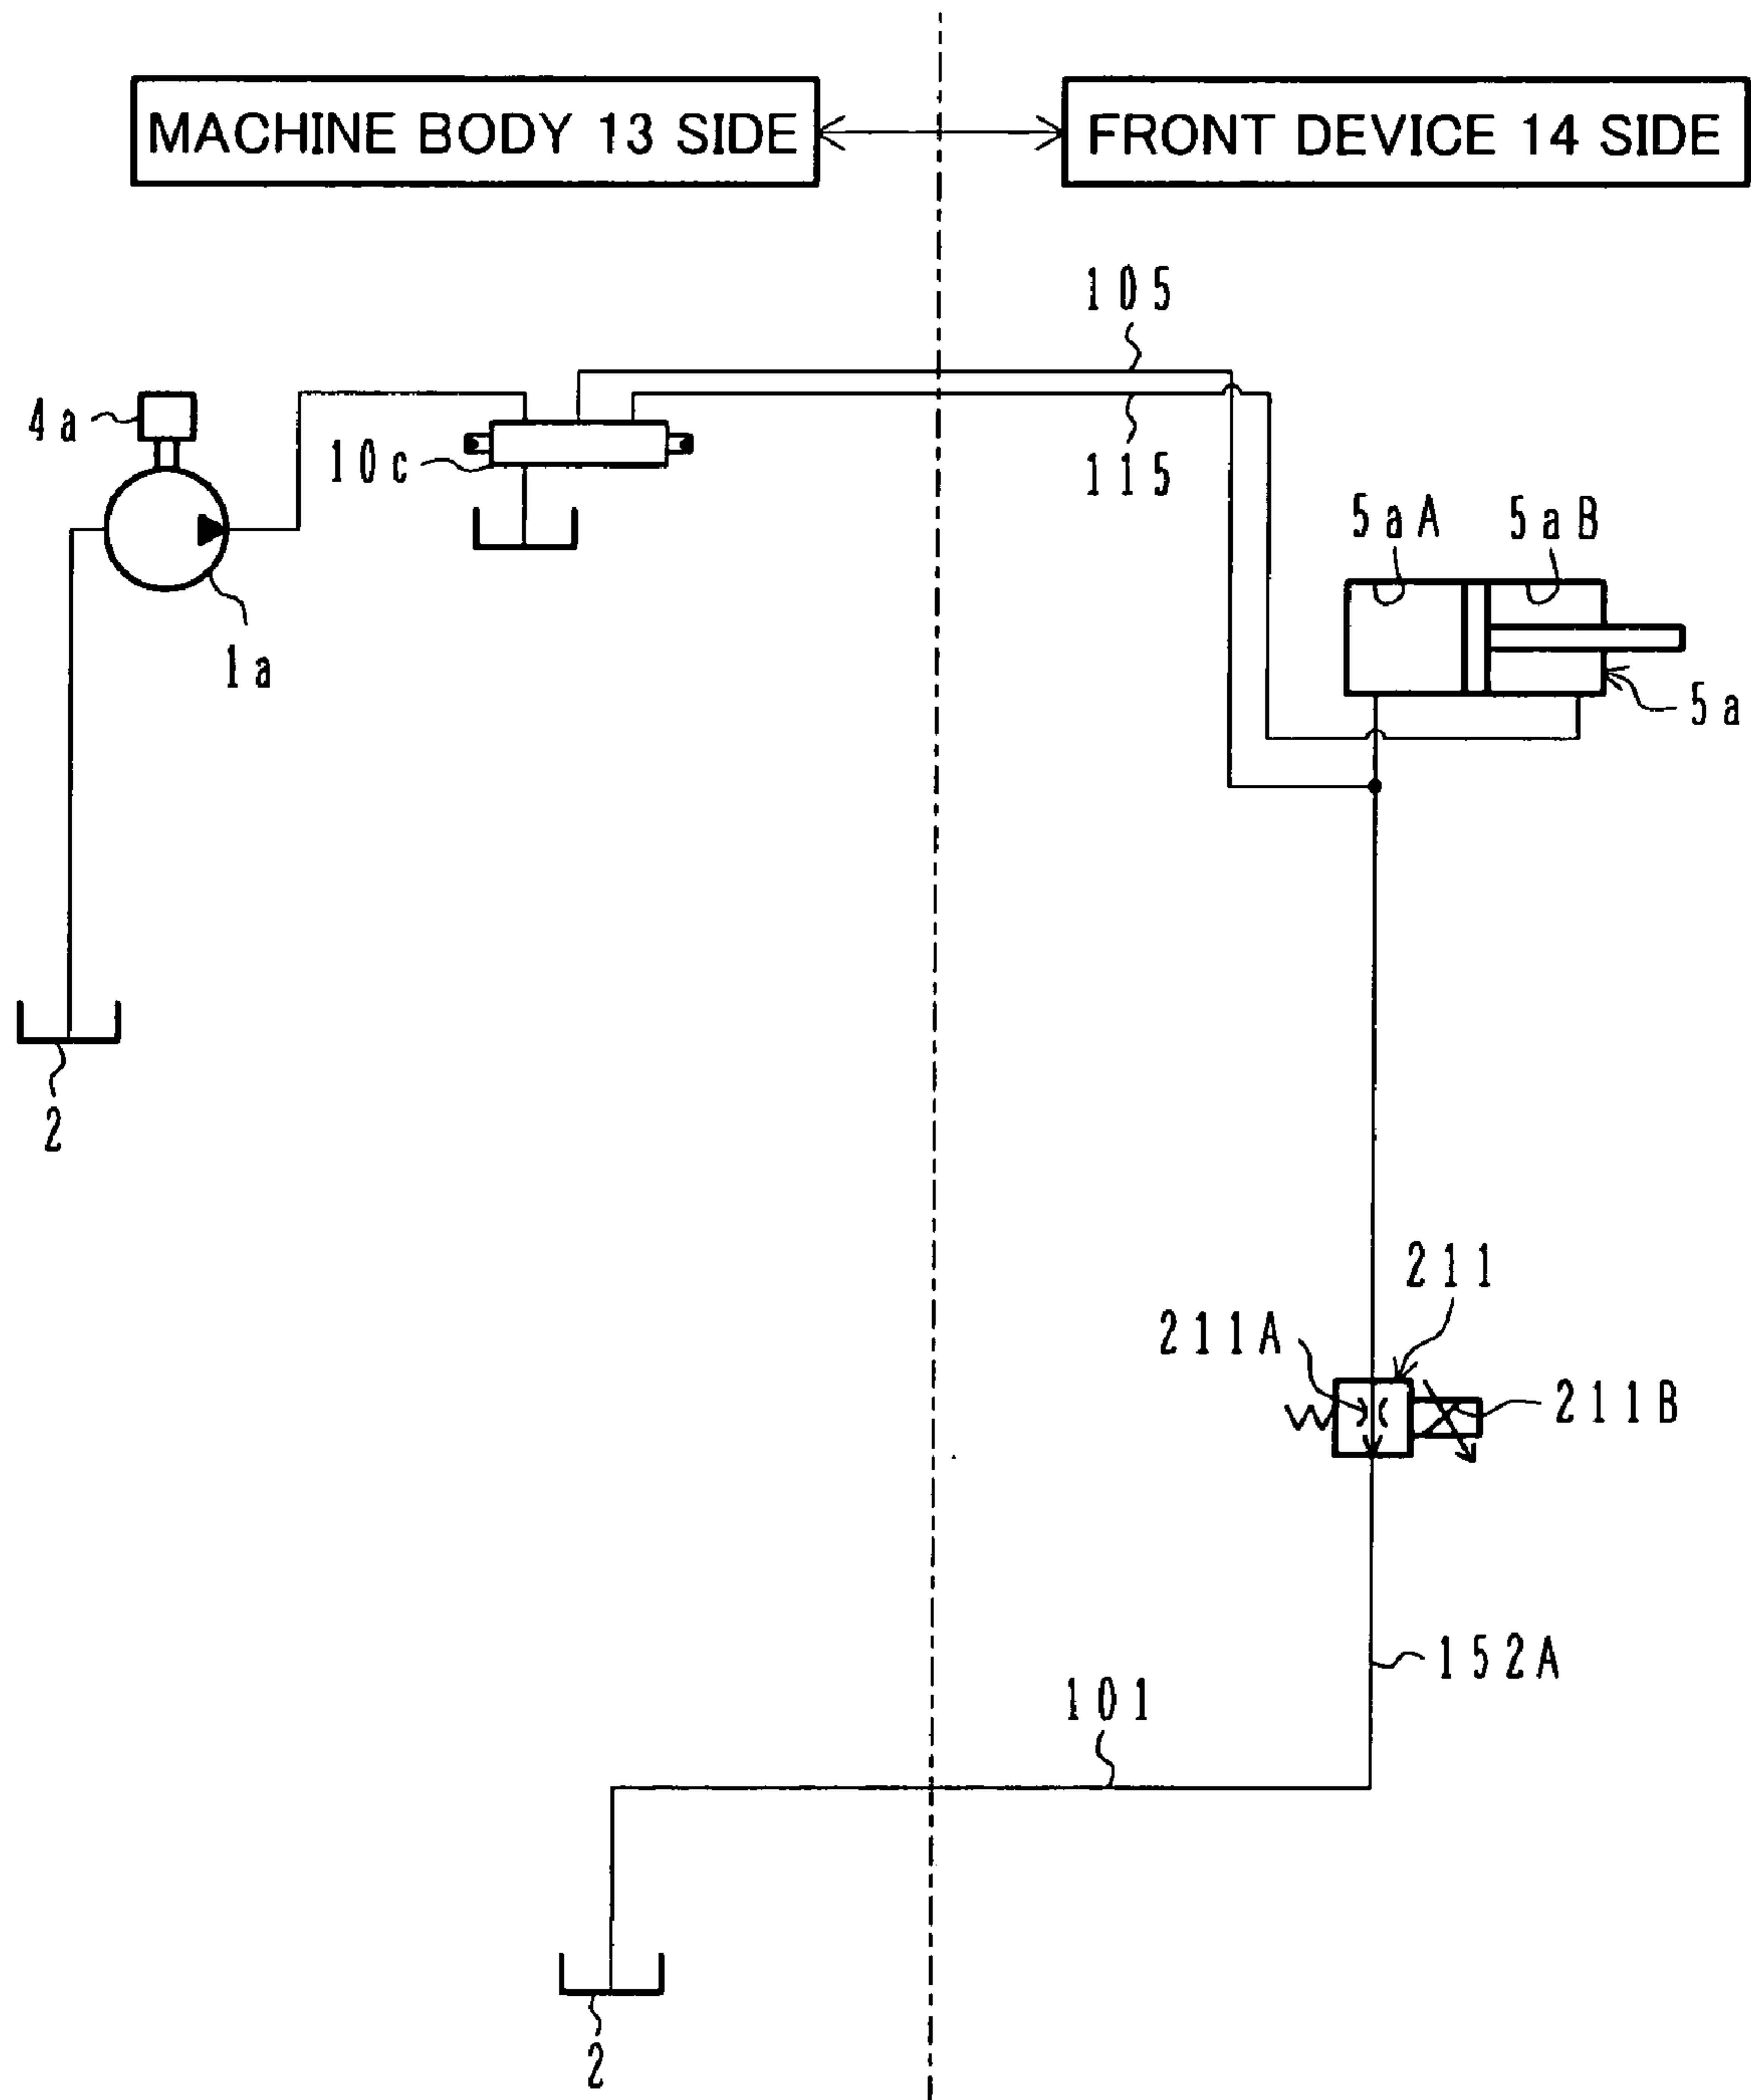 MACHINE BODY 13 SIDE
FRONT DEVICE 14 SIDE
105
4a
10c
115
5aA
5aB
1a
5a
2
211
211A
211B
152A
101
2